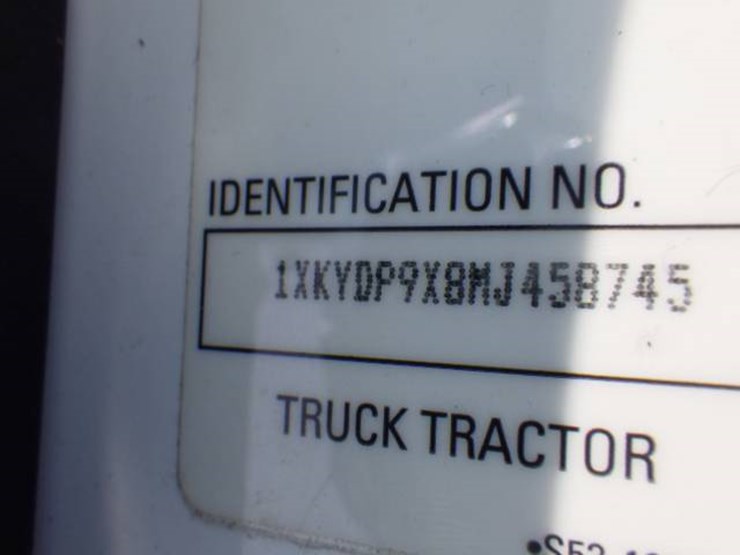 IDENTIFICATION NO.
1XKYDP9X8MJ458745
TRUCK TRACTOR